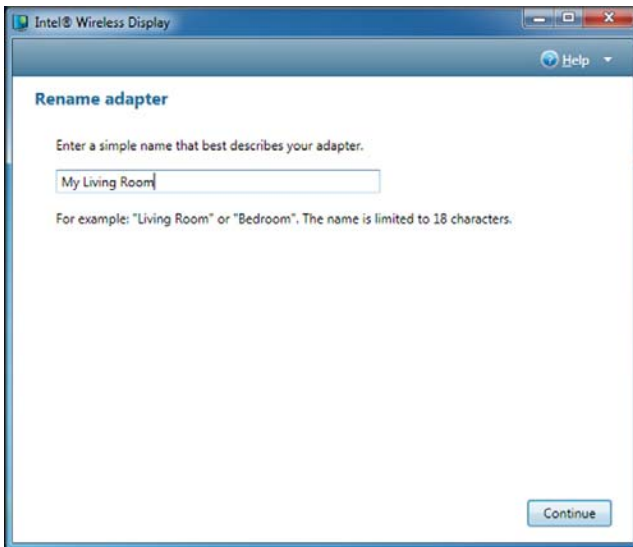 Intel® Wireless Display
Help
Rename adapter
Enter a simple name that best describes your adapter.
My Living Room
For example: "Living Room" or "Bedroom". The name is limited to 18 characters.
Continue